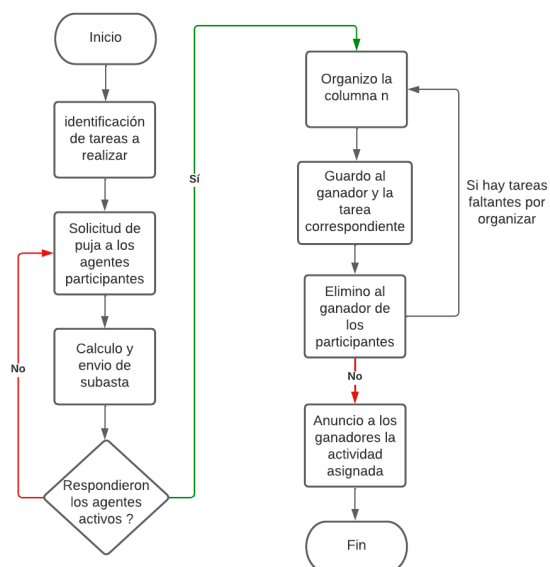 Inicio
identificación
de tareas a
realizar
Solicitud de
puja a los
agentes
participantes
Calculo y
envio de
subasta
Respondieron
los agentes
activos ?
No
Sí
Organizo la
columna n
Guardo al
ganador y la
tarea
correspondiente
Elimino al
ganador de
los
participantes
Si hay tareas
faltantes por
organizar
No
Anuncio a los
ganadores la
actividad
asignada
Fin